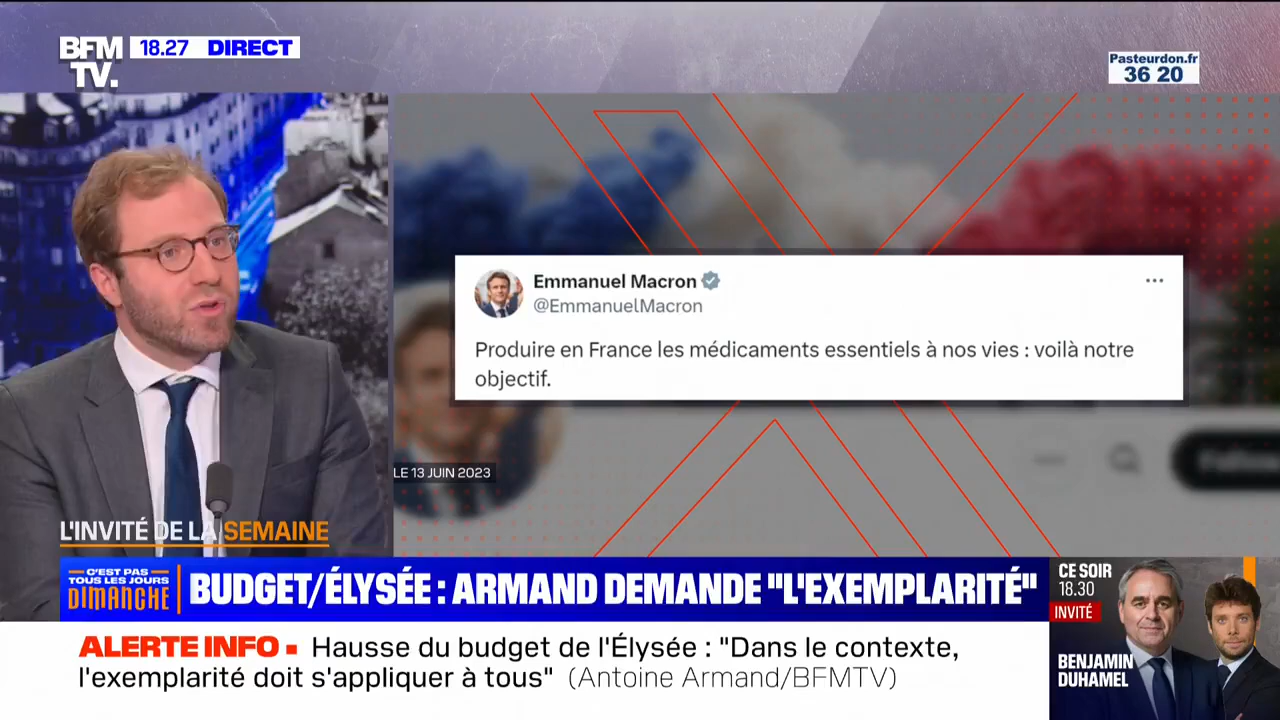 BFM
TV.
18.27 DIRECT
Pasteurdon.fr
36 20
Emmanuel Macron
@EmmanuelMacron
Produire en France les médicaments essentiels à nos vies : voilà notre
objectif.
LE 13 JUIN 2023
L'INVITÉ DE LA SEMAINE
C'EST PAS
TOUS LES JOURS
DIMANCHE
BUDGET/ÉLYSÉE : ARMAND DEMANDE "L'EXEMPLARITÉ"
ALERTE INFO Hausse du budget de l'Élysée : "Dans le contexte,
l'exemplarité doit s'appliquer à tous" (Antoine Armand/BFMTV)
CE SOIR
18.30
INVITÉ
BENJAMIN
DUHAMEL